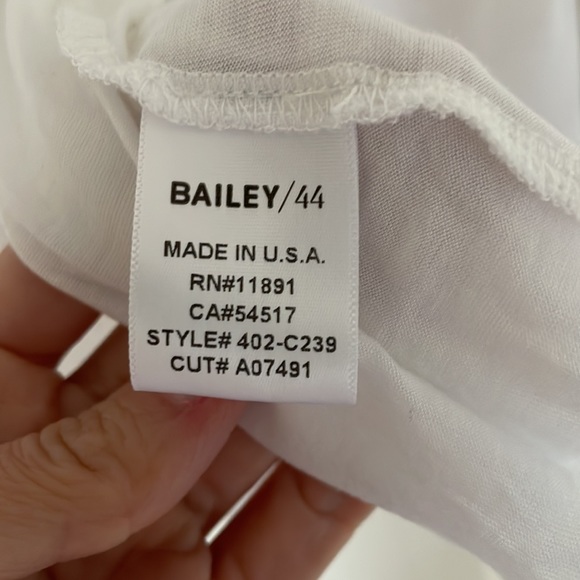 BAILEY/44
MADE IN U.S.A.
RN#11891
CA#54517
STYLE# 402-C239
CUT# A07491